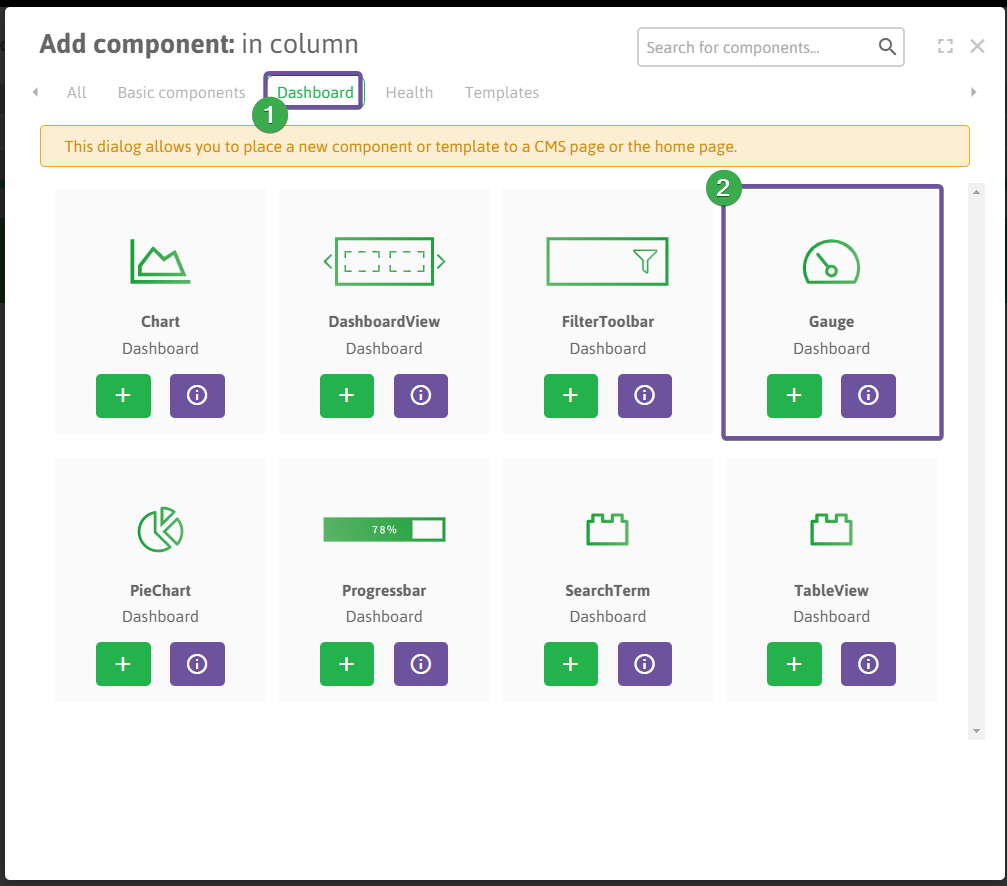 Add component: in column
Search for components...
All Basic components Dashboard Health Templates
1
This dialog allows you to place a new component or template to a CMS page or the home page.
2
Chart DashboardView FilterToolbar Gauge
Dashboard Dashboard Dashboard Dashboard
+ + + +
78%
PieChart Progressbar SearchTerm TableView
Dashboard Dashboard Dashboard Dashboard
+ + + +